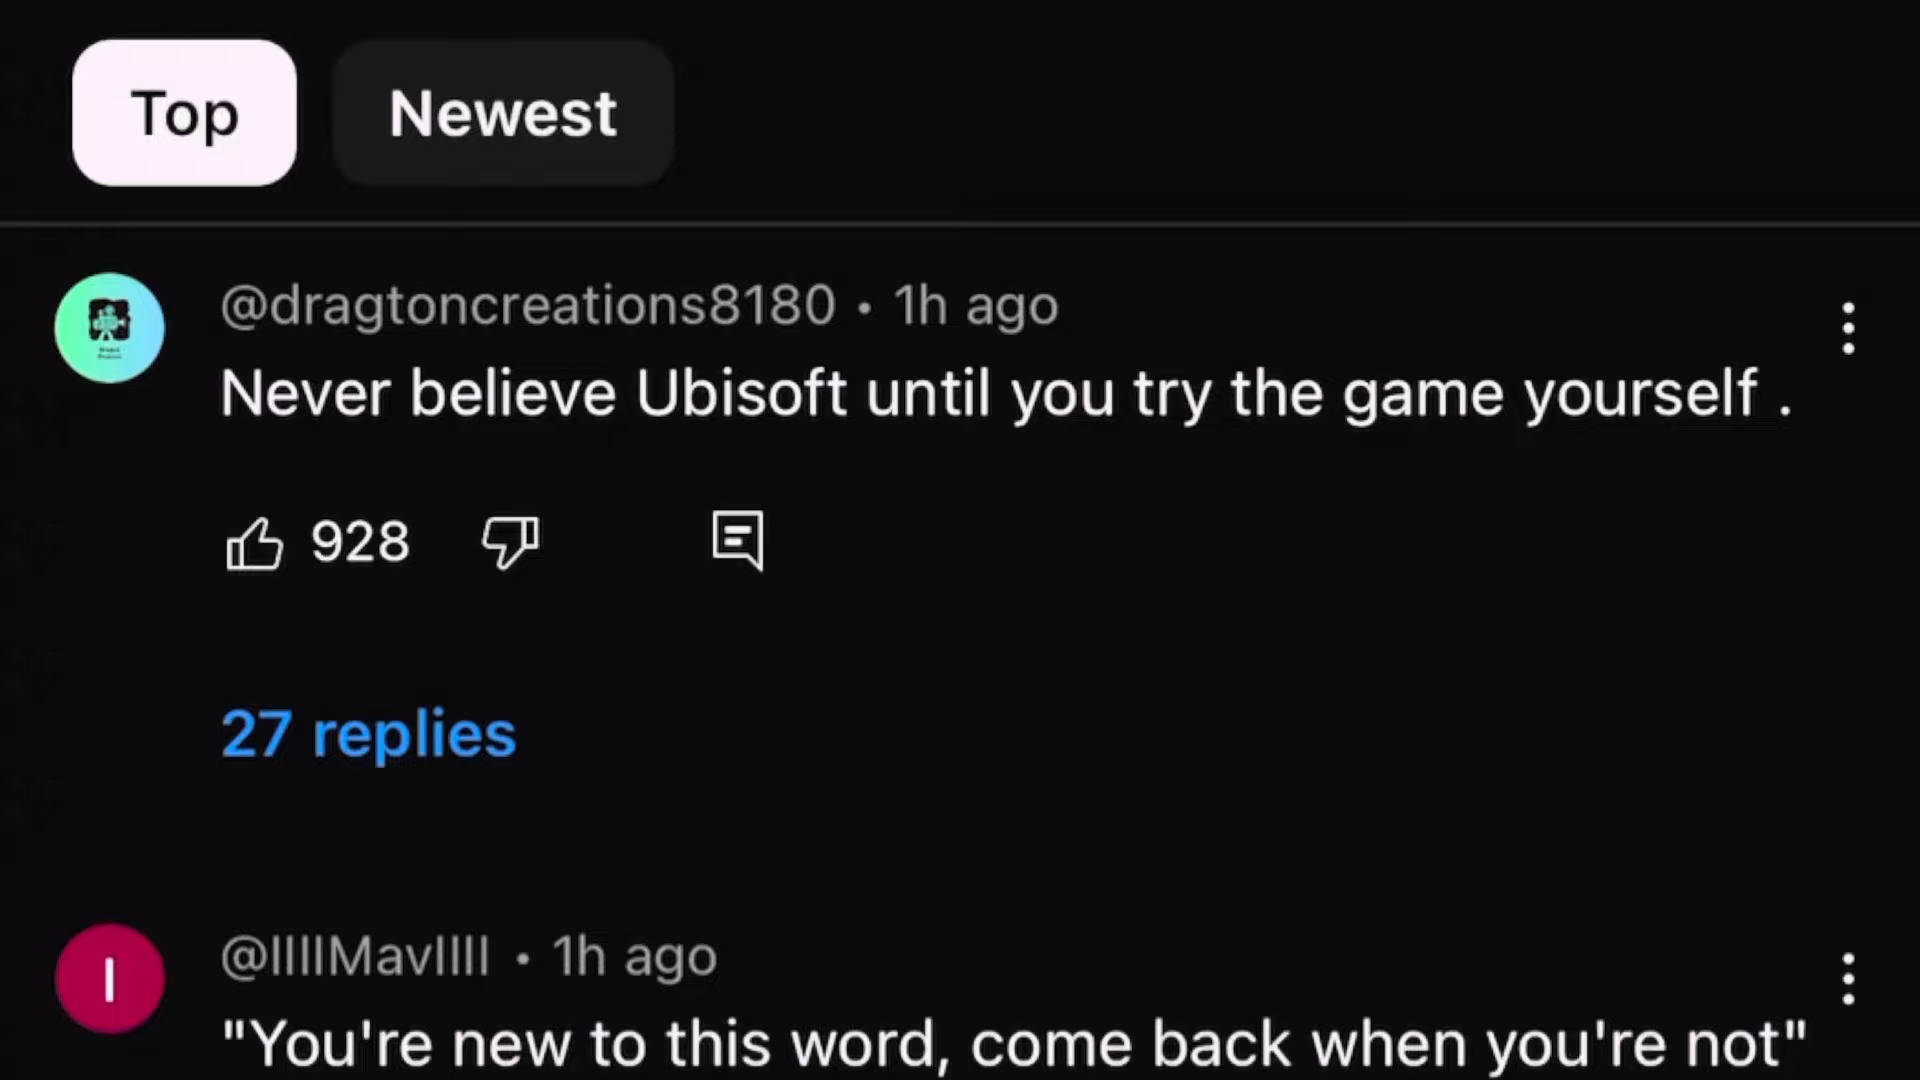 Top
Newest
@dragtoncreations8180 • 1h ago
Never believe Ubisoft until you try the game yourself .
928
27 replies
I
@IIIIMavIIII • 1h ago
"You're new to this word, come back when you're not"